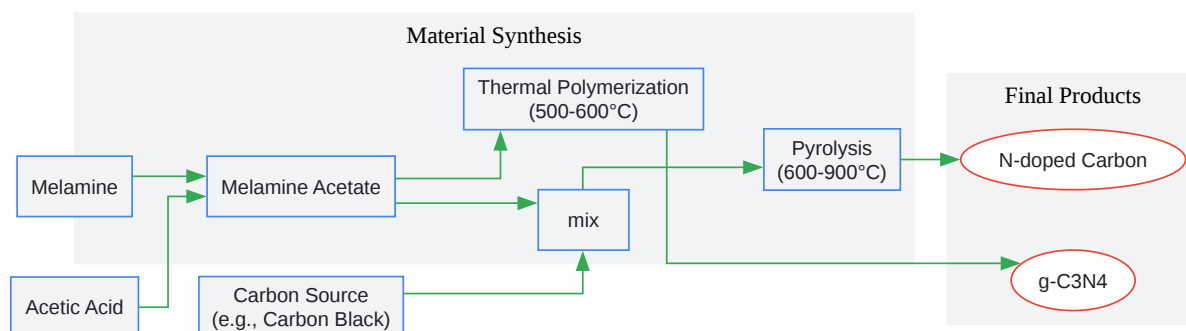 Material Synthesis
Thermal Polymerization
(500-600°C)
Final Products
Pyrolysis
(600-900°C)
N-doped Carbon
Melamine
Melamine Acetate
mix
g-C3N4
Acetic Acid
Carbon Source
(e.g., Carbon Black)